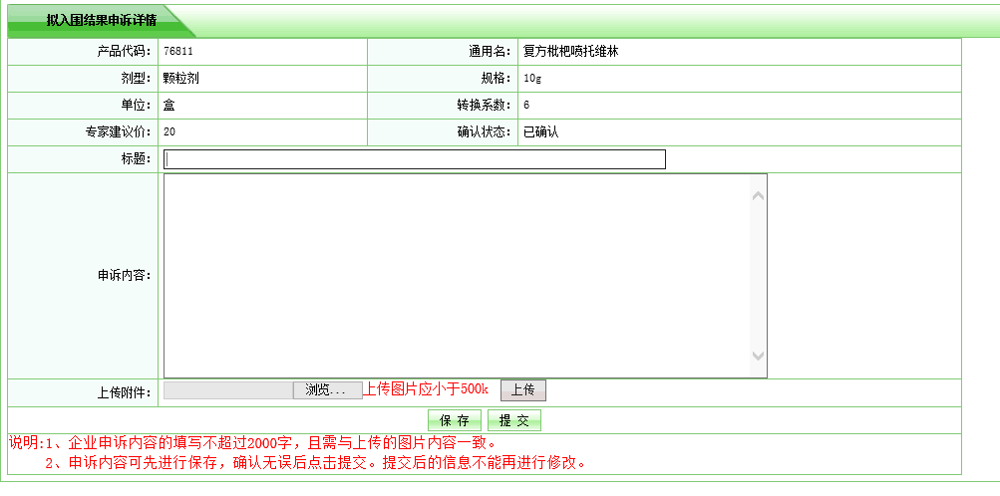 拟入围结果申诉详情
产品代码： 76811 通用名： 复方枇杷喷托维林
剂型： 颗粒剂 规格： 10g
单位： 盒 转换系数： 6
专家建议价： 20 确认状态： 已确认
标题：
申诉内容：
上传附件： 浏览... 上传图片应小于500k 上传
保 存 提 交
说明:1、企业申诉内容的填写不超过2000字，且需与上传的图片内容一致。
2、申诉内容可先进行保存，确认无误后点击提交。提交后的信息不能再进行修改。